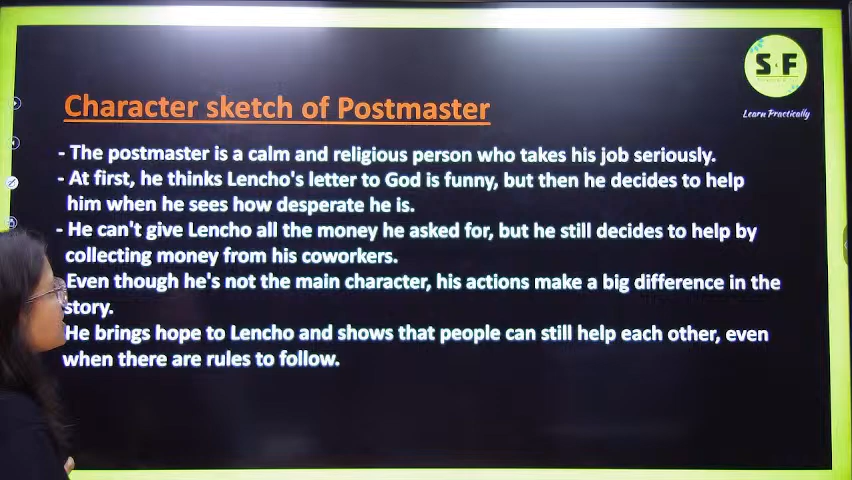 S F
Learn Practically
Character sketch of Postmaster
- The postmaster is a calm and religious person who takes his job seriously.
- At first, he thinks Lencho's letter to God is funny, but then he decides to help
him when he sees how desperate he is.
- He can't give Lencho all the money he asked for, but he still decides to help by
collecting money from his coworkers.
Even though he's not the main character, his actions make a big difference in the
story.
He brings hope to Lencho and shows that people can still help each other, even
when there are rules to follow.